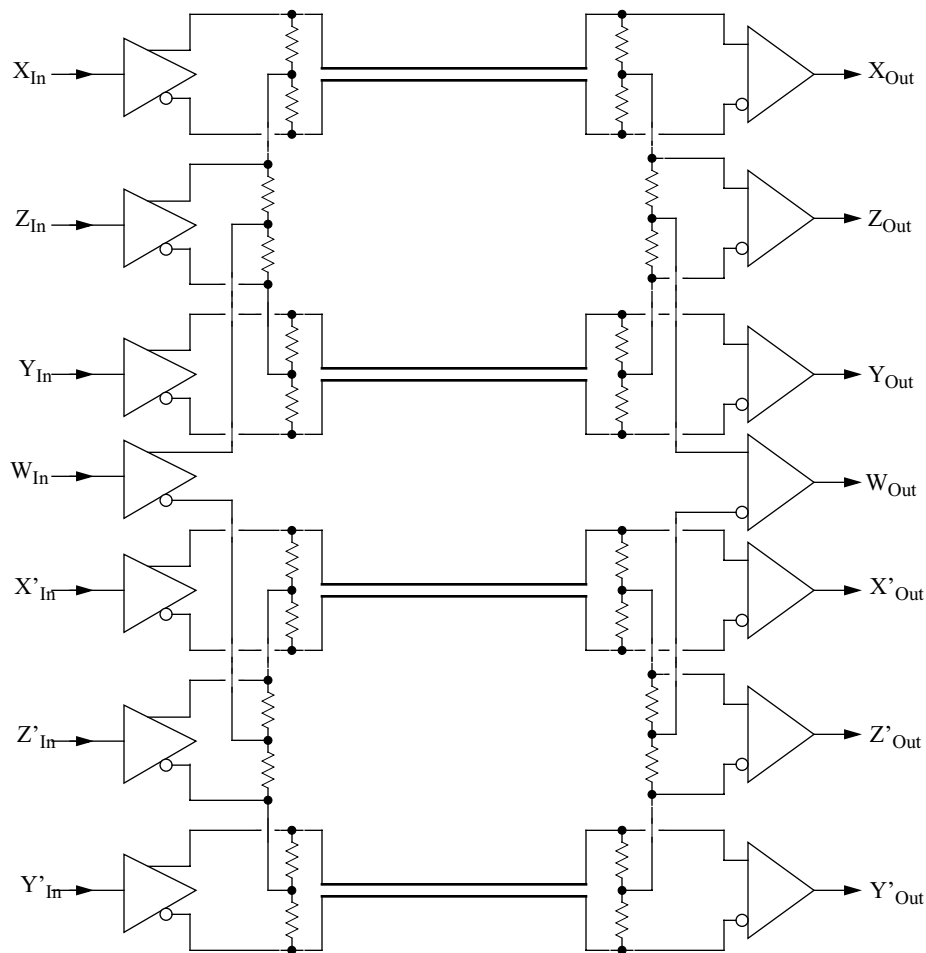 X_In X_Out
Z_In Z_Out
Y_In Y_Out
W_In W_Out
X’_In X’_Out
Z’_In Z’_Out
Y’_In Y’_Out